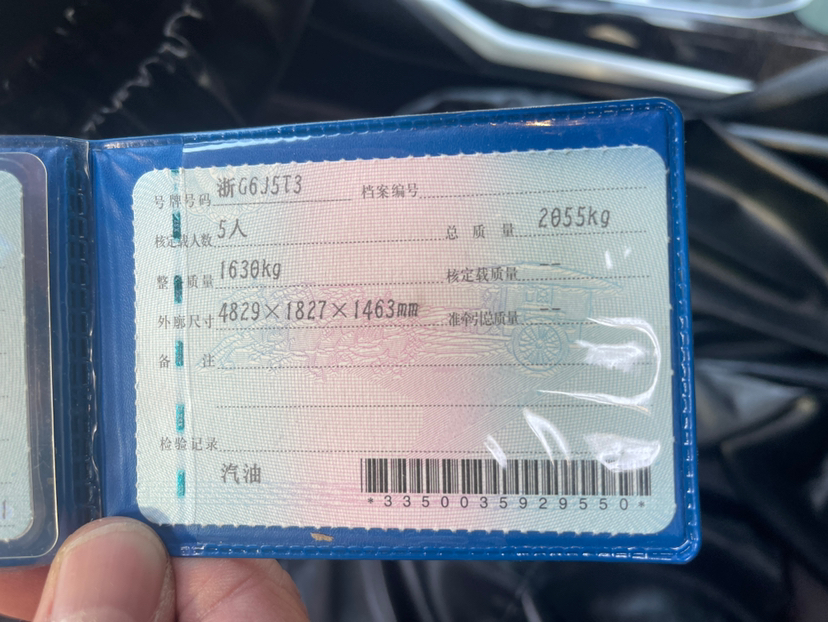 号牌号码 浙G6J5T3 档案编号
核定载人数 5人 总质量 2055kg
整备质量 1630kg 核定载质量 --
外廓尺寸 4829×1827×1463mm 准牵引总质量 --
备注
检验记录
汽油
*3350035929550*